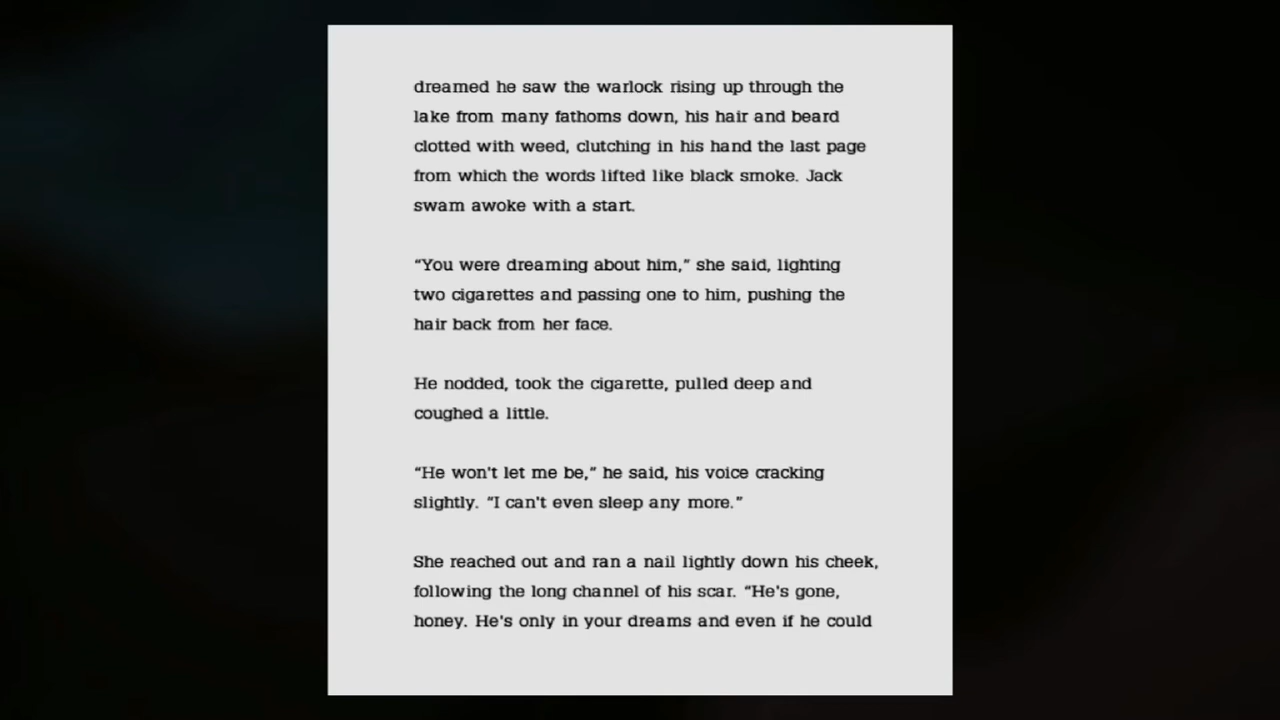 dreamed he saw the warlock rising up through the
lake from many fathoms down, his hair and beard
clotted with weed, clutching in his hand the last page
from which the words lifted like black smoke. Jack
swam awoke with a start.
“You were dreaming about him,” she said, lighting
two cigarettes and passing one to him, pushing the
hair back from her face.
He nodded, took the cigarette, pulled deep and
coughed a little.
“He won't let me be,” he said, his voice cracking
slightly. “I can't even sleep any more.”
She reached out and ran a nail lightly down his cheek,
following the long channel of his scar. “He's gone,
honey. He's only in your dreams and even if he could